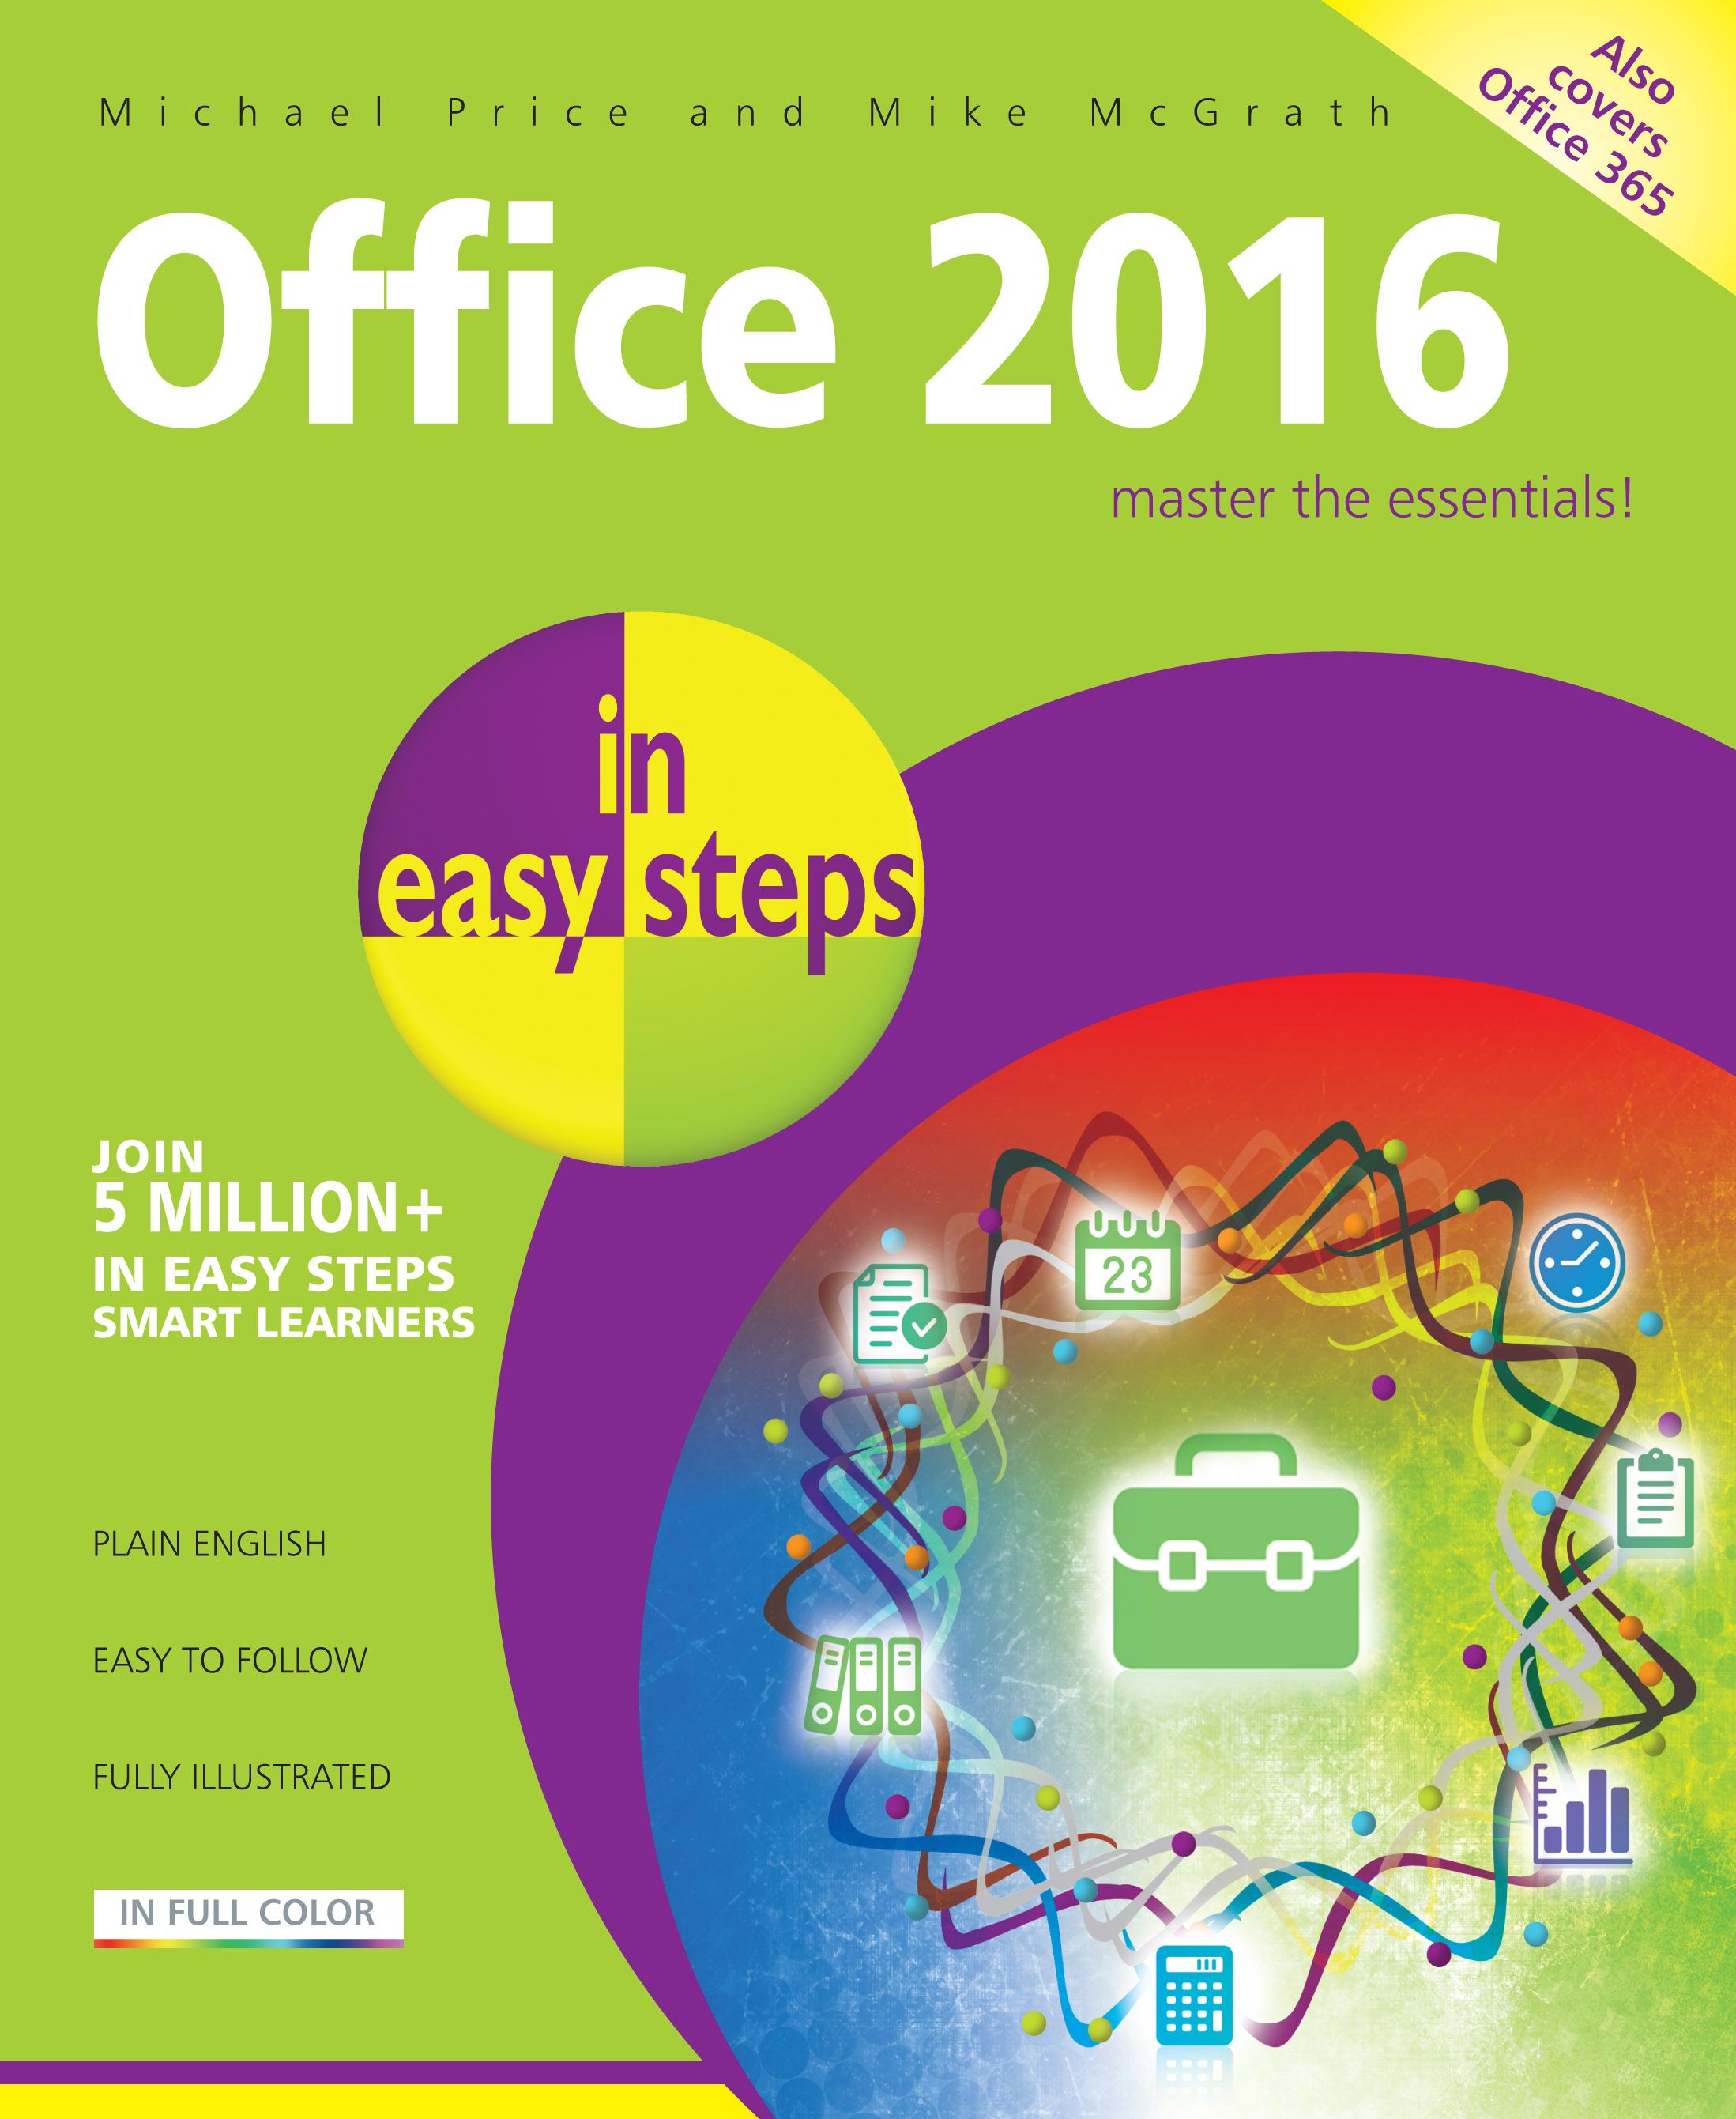 Michael Price and Mike McGrath
Also
covers
Office 365
Office 2016
master the essentials!
in
easy steps
JOIN
5 MILLION+
IN EASY STEPS
SMART LEARNERS
23
PLAIN ENGLISH
EASY TO FOLLOW
FULLY ILLUSTRATED
IN FULL COLOR